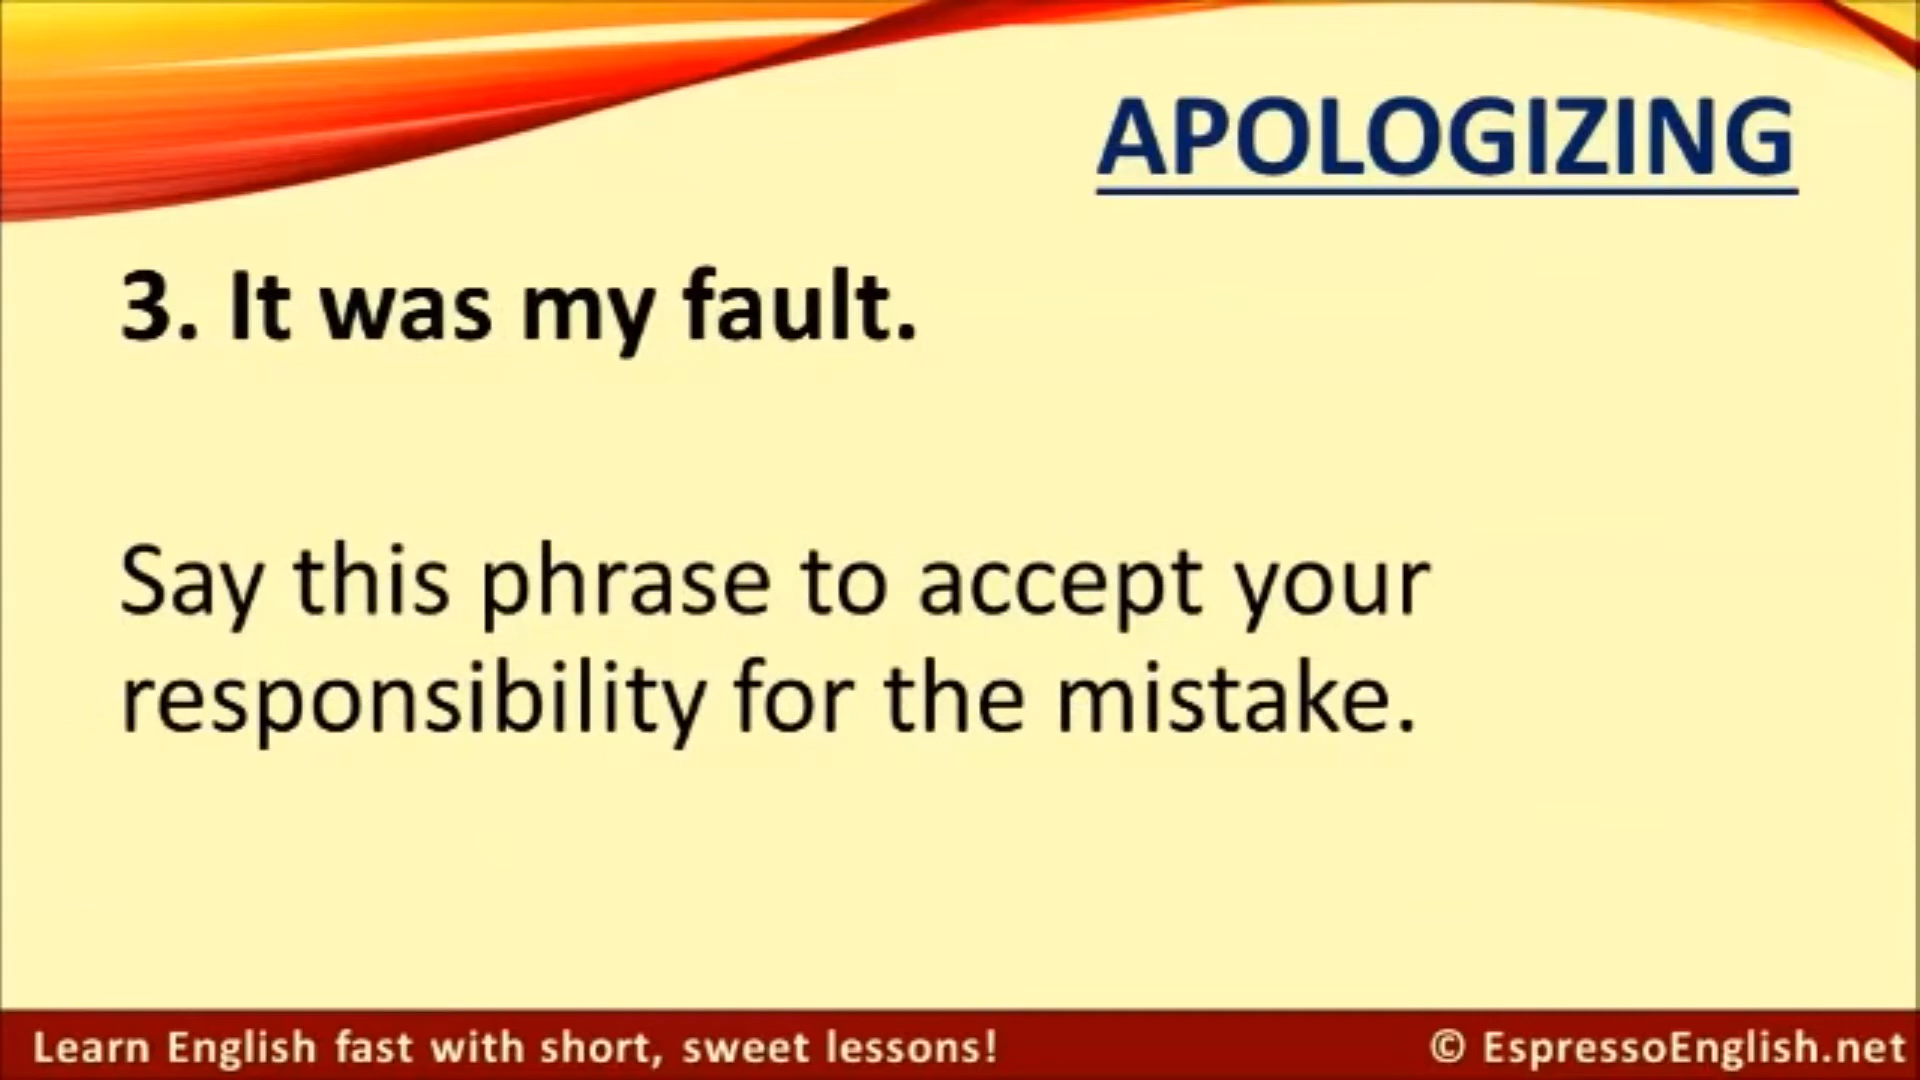 APOLOGIZING
3. It was my fault.
Say this phrase to accept your
responsibility for the mistake.
Learn English fast with short, sweet lessons!
© EspressoEnglish.net